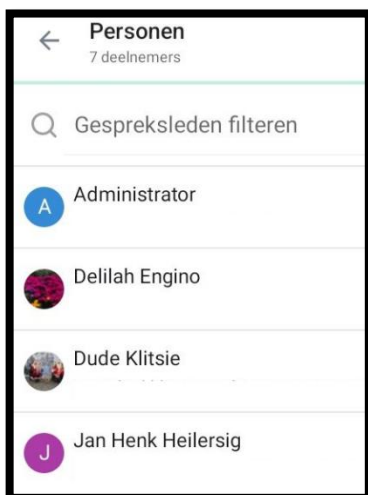 Personen
7 deelnemers
Gespreksleden filteren
A
Administrator
Delilah Engino
Dude Klitsie
J
Jan Henk Heilersig